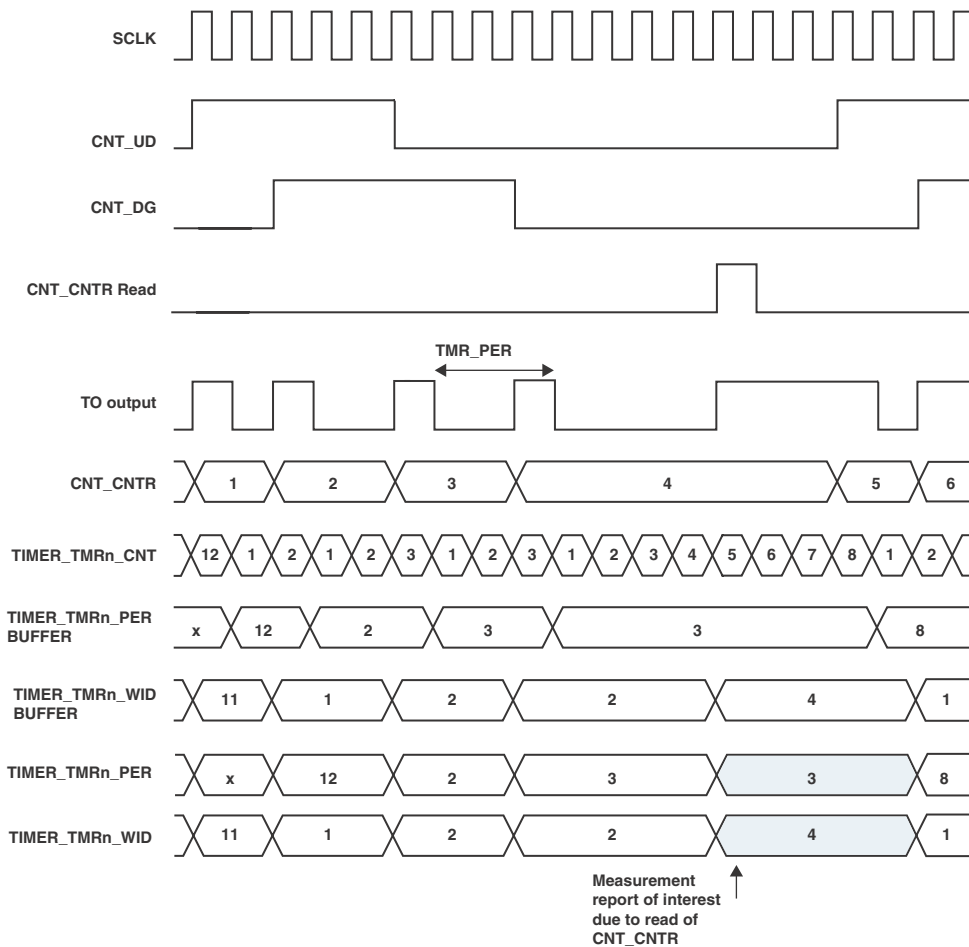 SCLK
CNT_UD
CNT_DG
CNT_CNTR Read
TMR_PER
TO output
CNT_CNTR 1 2 3 4 5 6
TIMER_TMRn_CNT 12 1 2 1 2 3 1 2 3 1 2 3 4 5 6 7 8 1 2
TIMER_TMRn_PER
BUFFER
x 12 2 3 3 8
TIMER_TMRn_WID
BUFFER
11 1 2 2 4 1
TIMER_TMRn_PER x 12 2 3 3 8
TIMER_TMRn_WID 11 1 2 2 4 1
Measurement
report of interest
due to read of
CNT_CNTR